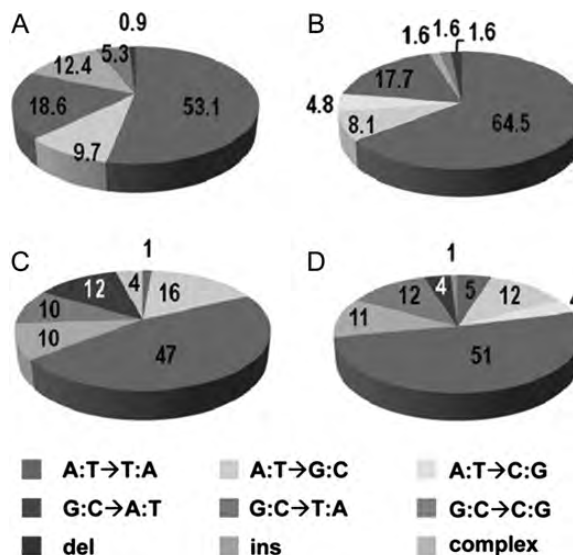 A
0.9
5.3
12.4
18.6
53.1
9.7
B
1.6
1.6
1.6
17.7
4.8
8.1
64.5
C
1
12
4
16
10
10
47
D
1
4
5
12
12
11
51
A:T→T:A
A:T→G:C
A:T→C:G
G:C→A:T
G:C→T:A
G:C→C:G
del
ins
complex